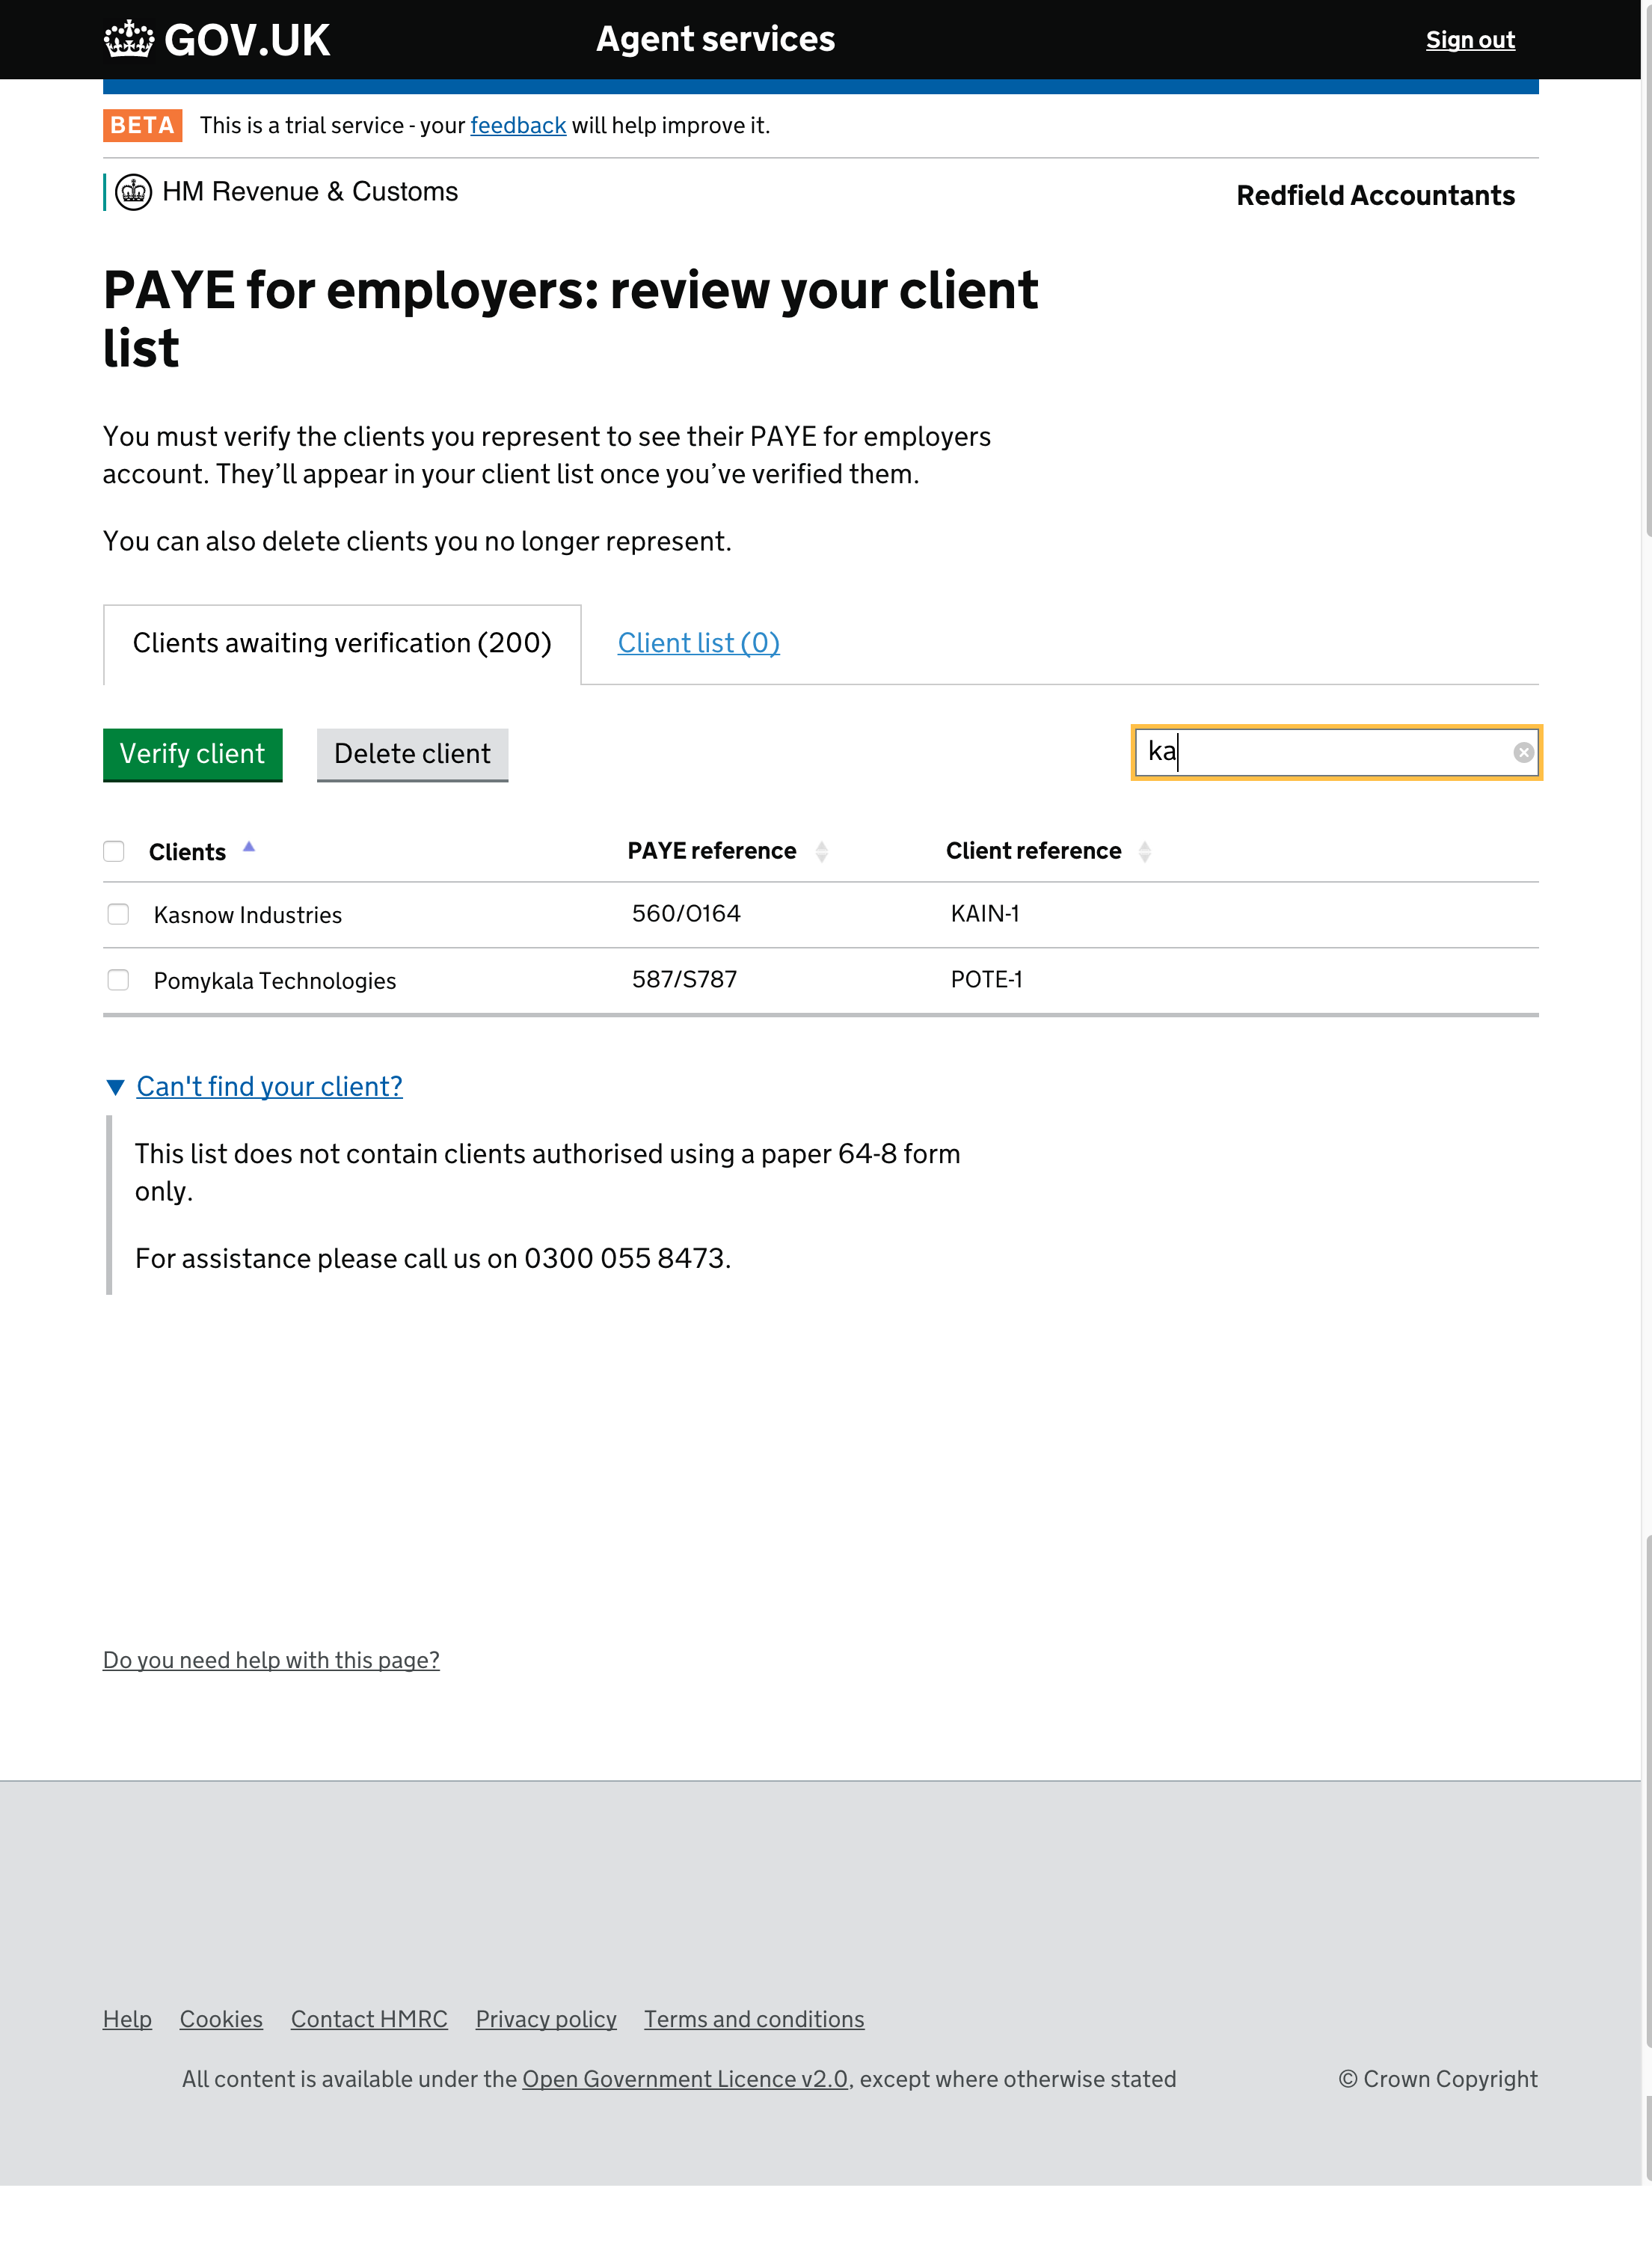 GOV.UK Agent services Sign out
BETA This is a trial service - your feedback will help improve it.
HM Revenue & Customs Redfield Accountants
PAYE for employers: review your client
list
You must verify the clients you represent to see their PAYE for employers
account. They’ll appear in your client list once you’ve verified them.
You can also delete clients you no longer represent.
Clients awaiting verification (200) Client list (0)
Verify client Delete client ka
Clients PAYE reference Client reference
Kasnow Industries 560/O164 KAIN-1
Pomykala Technologies 587/S787 POTE-1
Can't find your client?
This list does not contain clients authorised using a paper 64-8 form
only.
For assistance please call us on 0300 055 8473.
Do you need help with this page?
Help Cookies Contact HMRC Privacy policy Terms and conditions
All content is available under the Open Government Licence v2.0, except where otherwise stated © Crown Copyright